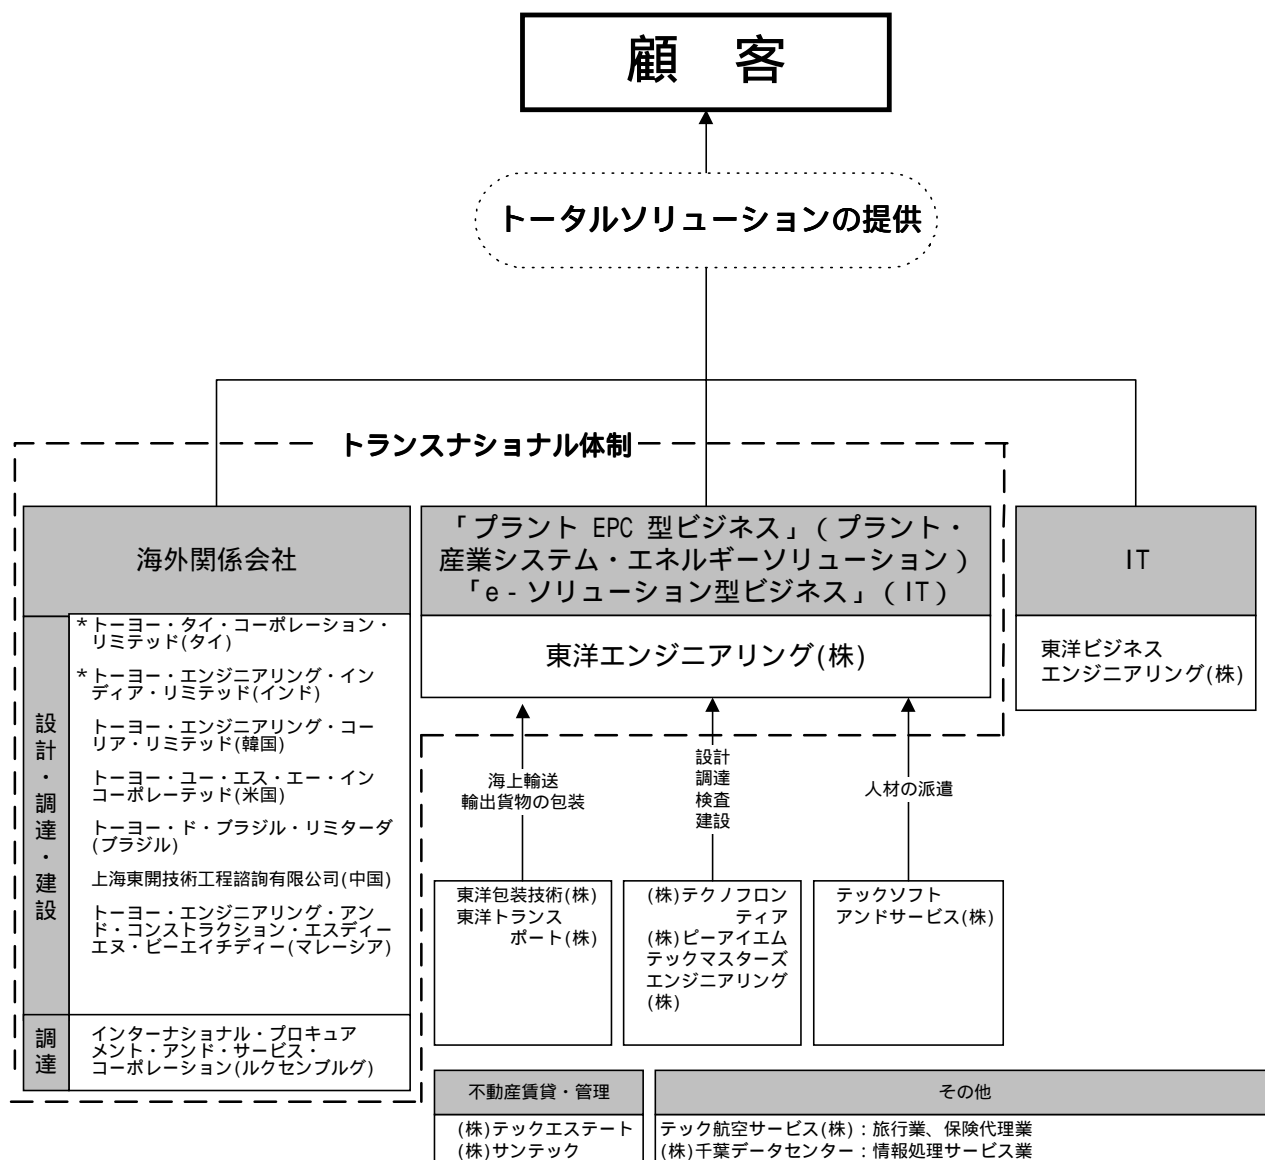 顧 客
トータルソリューションの提供
トランスナショナル体制
海外関係会社
設計・調達・建設
*トーヨー・タイ・コーポレーション・
リミテッド(タイ)
*トーヨー・エンジニアリング・イン
ディア・リミテッド(インド)
トーヨー・エンジニアリング・コー
リア・リミテッド(韓国)
トーヨー・ユー・エス・エー・イン
コーポレーテッド(米国)
トーヨー・ド・ブラジル・リミターダ
(ブラジル)
上海東開技術工程諮詢有限公司(中国)
トーヨー・エンジニアリング・アン
ド・コンストラクション・エスディー
エヌ・ビーエイチディー(マレーシア)
調達
インターナショナル・プロキュア
メント・アンド・サービス・
コーポレーション(ルクセンブルグ)
「プラント EPC 型ビジネス」(プラント・
産業システム・エネルギーソリューション)
「e-ソリューション型ビジネス」(IT)
東洋エンジニアリング(株)
IT
東洋ビジネス
エンジニアリング(株)
海上輸送
輸出貨物の包装
設計
調達
検査
建設
人材の派遣
東洋包装技術(株)
東洋トランス
ポート(株)
(株)テクノフロン
ティア
(株)ピーアイエム
テックマスターズ
エンジニアリング
(株)
テックソフト
アンドサービス(株)
不動産賃貸・管理
(株)テックエステート
(株)サンテック
その他
テック航空サービス(株):旅行業、保険代理業
(株)千葉データセンター:情報処理サービス業